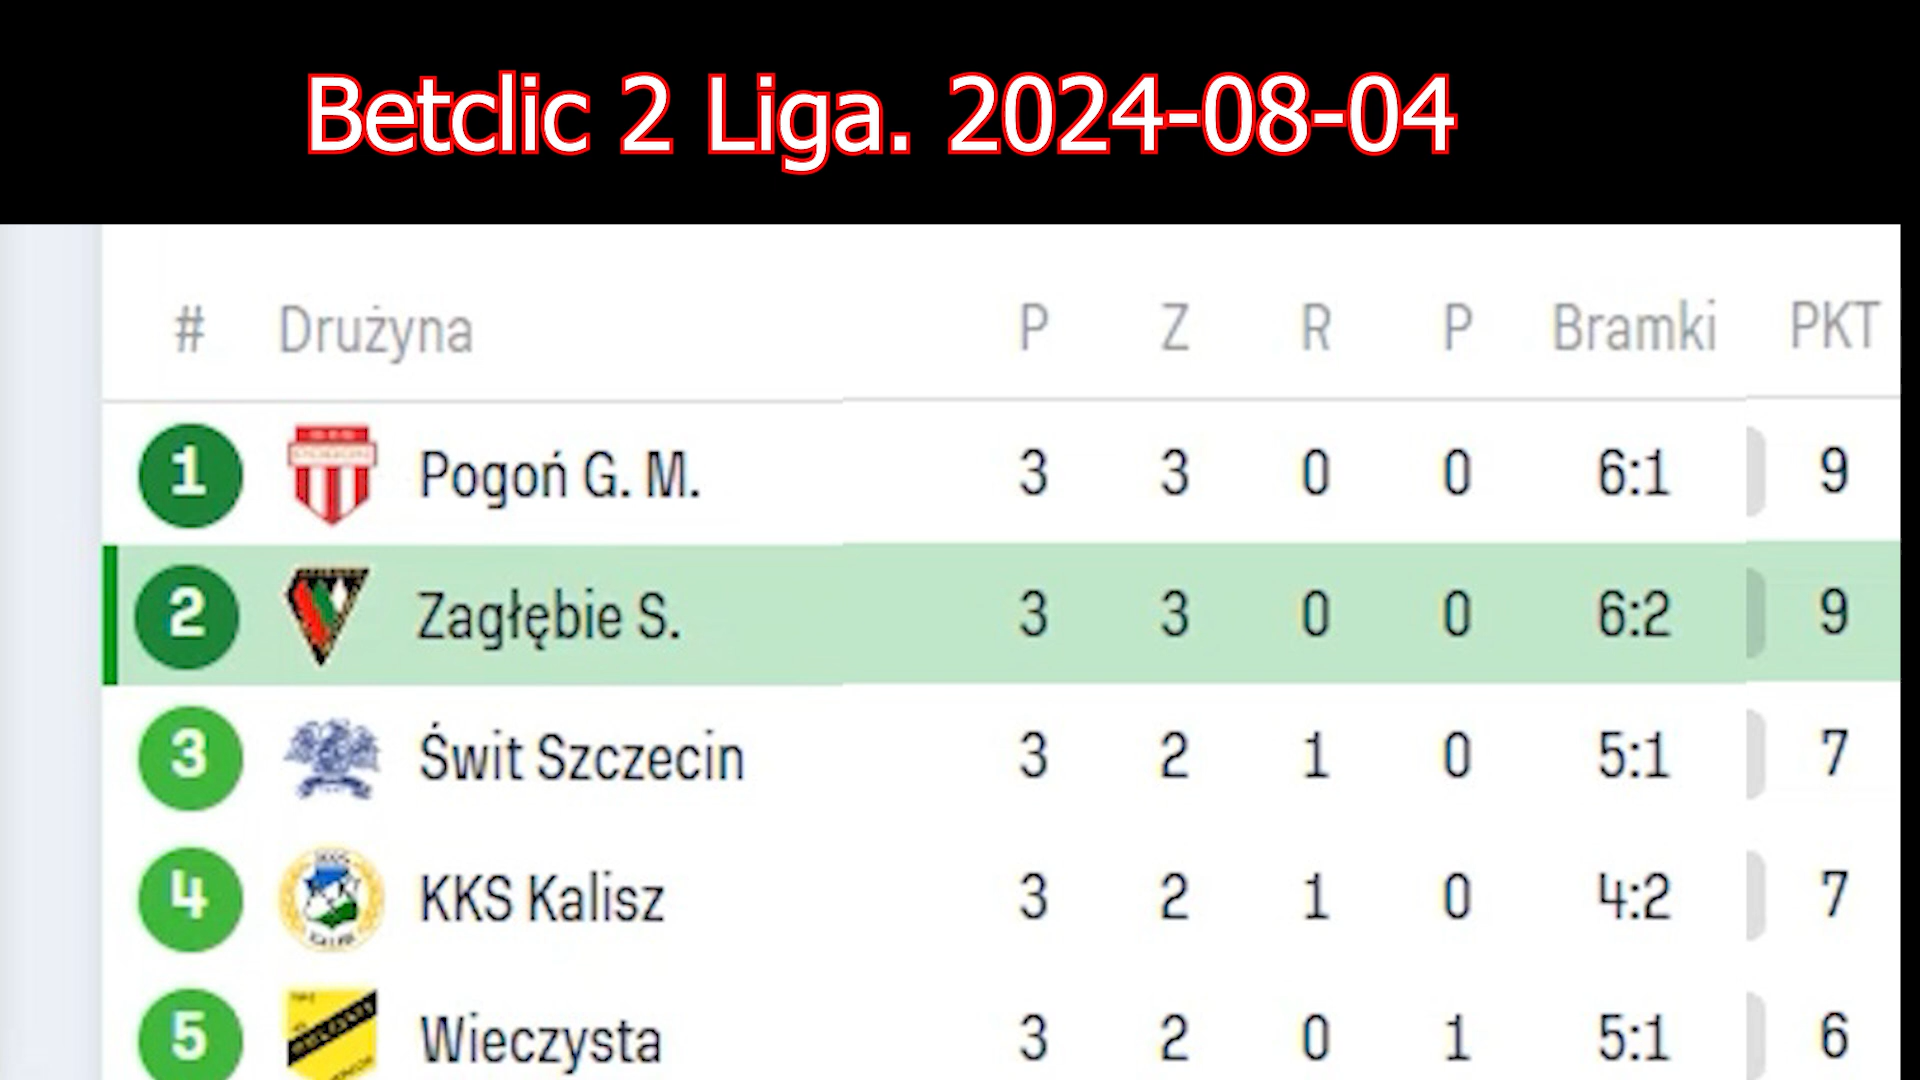 Betclic 2 Liga. 2024-08-04
# Drużyna P Z R P Bramki PKT
1 Pogoń G. M. 3 3 0 0 6:1 9
2 Zagłębie S. 3 3 0 0 6:2 9
3 Świt Szczecin 3 2 1 0 5:1 7
4 KKS Kalisz 3 2 1 0 4:2 7
5 Wieczysta 3 2 0 1 5:1 6